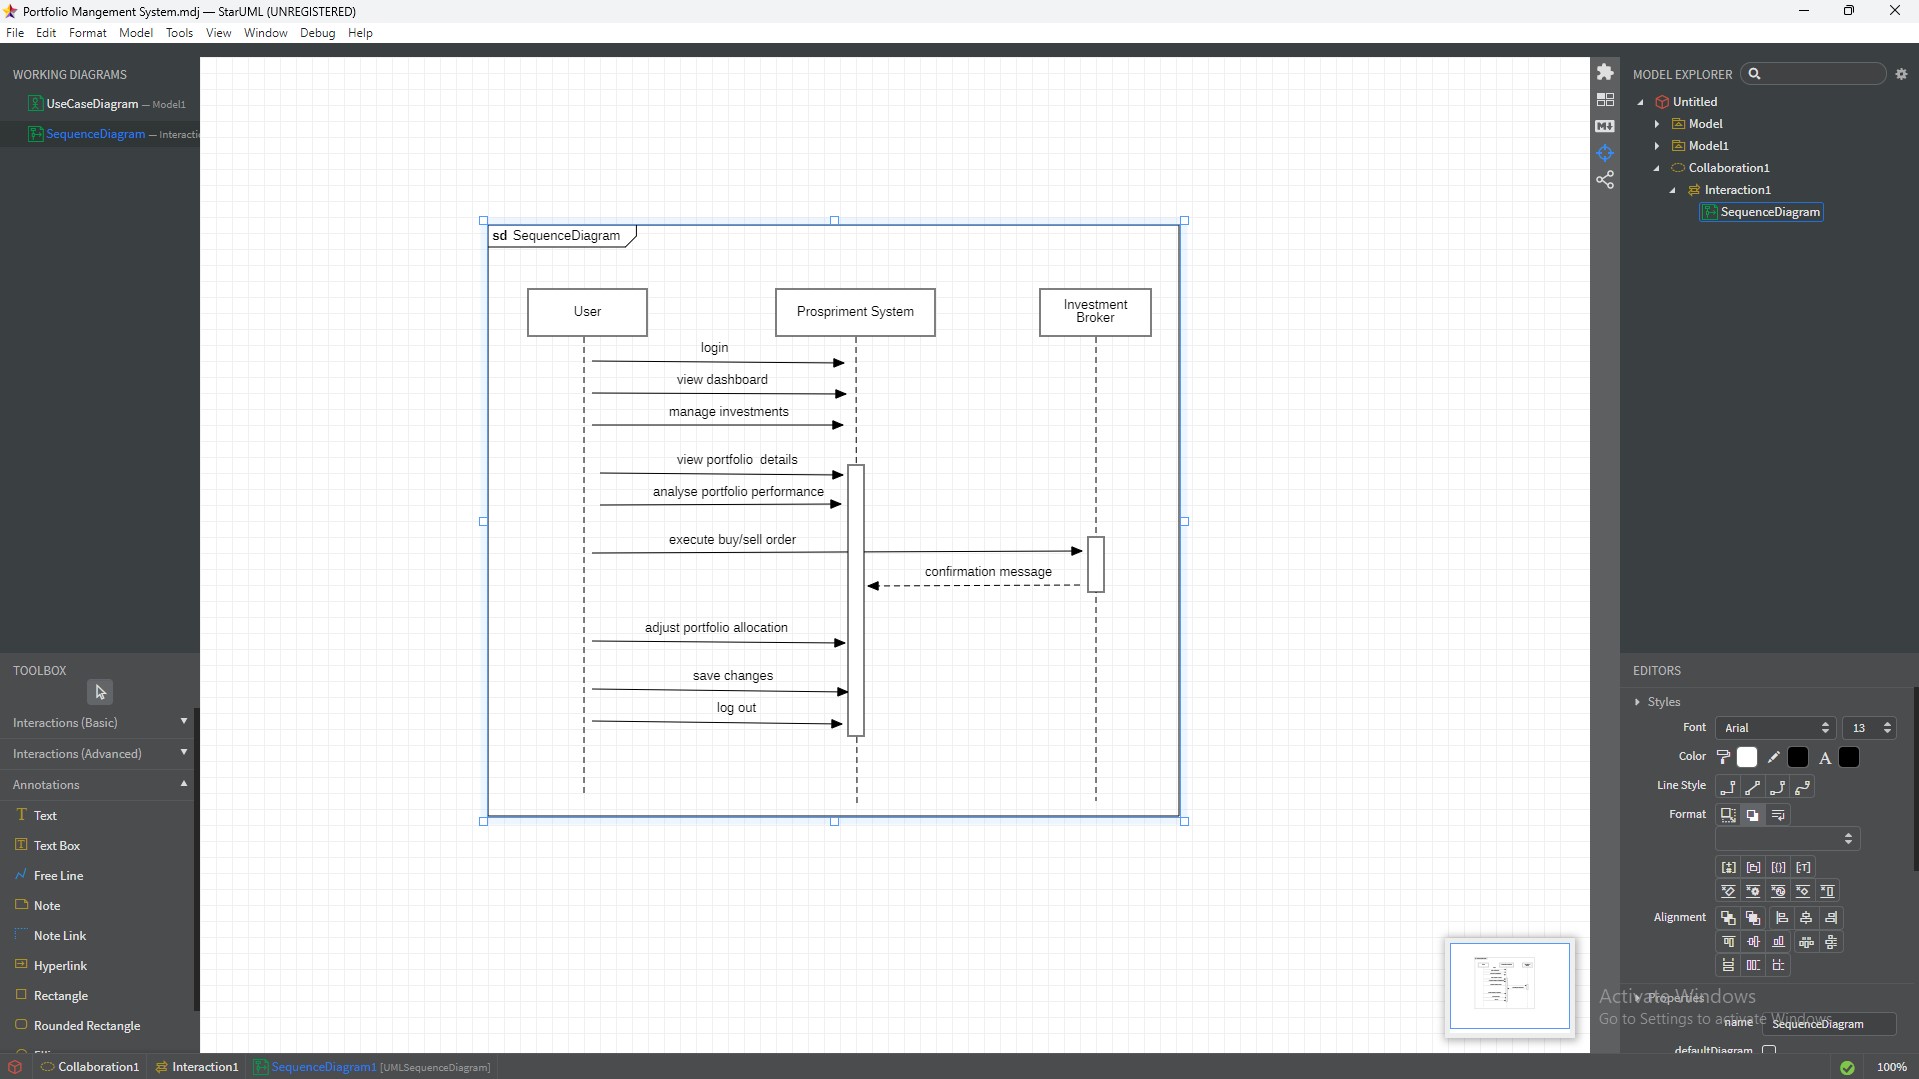 Portfolio Mangement System.mdj — StarUML (UNREGISTERED)
File Edit Format Model Tools View Window Debug Help
WORKING DIAGRAMS
UseCaseDiagram — Model1
SequenceDiagram — Interacti
MODEL EXPLORER
Untitled
Model
Model1
Collaboration1
Interaction1
SequenceDiagram
sd SequenceDiagram
User
Prospriment System
Investment
Broker
login
view dashboard
manage investments
view portfolio details
analyse portfolio performance
execute buy/sell order
confirmation message
adjust portfolio allocation
save changes
log out
TOOLBOX
Interactions (Basic)
Interactions (Advanced)
Annotations
Text
Text Box
Free Line
Note
Note Link
Hyperlink
Rectangle
Rounded Rectangle
EDITORS
Styles
Font Arial 13
Color
Line Style
Format
Alignment
Properties
name SequenceDiagram
defaultDiagram
Activate Windows
Go to Settings to activate Windows.
Collaboration1 Interaction1 SequenceDiagram1 [UMLSequenceDiagram]
100%